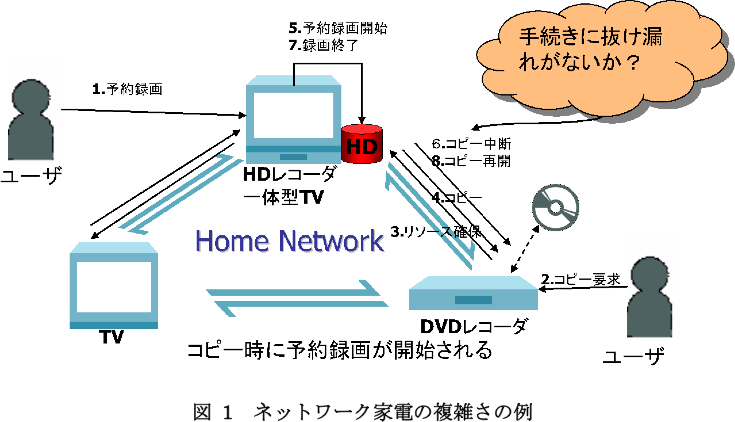 5.予約録画開始
7.録画終了
手続きに抜け漏
れがないか？
1.予約録画
HD
6.コピー中断
8.コピー再開
ユーザ
HDレコーダ
一体型TV
4.コピー
3.リソース確保
Home Network
2.コピー要求
TV
DVDレコーダ
コピー時に予約録画が開始される
ユーザ
図 1 ネットワーク家電の複雑さの例